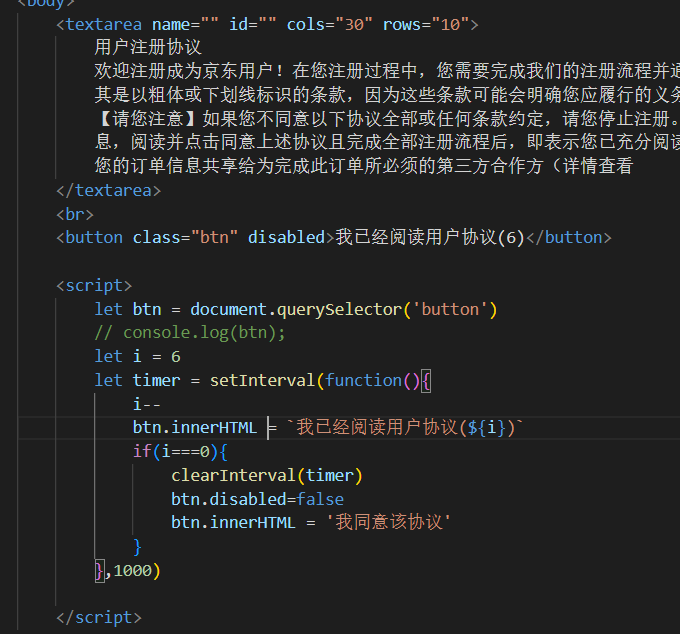 <body>
<textarea name="" id="" cols="30" rows="10">
用户注册协议
欢迎注册成为京东用户！在您注册过程中，您需要完成我们的注册流程并通
其是以粗体或下划线标识的条款，因为这些条款可能会明确您应履行的义务
【请您注意】如果您不同意以下协议全部或任何条款约定，请您停止注册。
息，阅读并点击同意上述协议且完成全部注册流程后，即表示您已充分阅读
您的订单信息共享给为完成此订单所必须的第三方合作方（详情查看
</textarea>
<br>
<button class="btn" disabled>我已经阅读用户协议(6)</button>
<script>
let btn = document.querySelector('button')
// console.log(btn);
let i = 6
let timer = setInterval(function(){
i--
btn.innerHTML = `我已经阅读用户协议(${i})`
if(i===0){
clearInterval(timer)
btn.disabled=false
btn.innerHTML = '我同意该协议'
}
},1000)
</script>